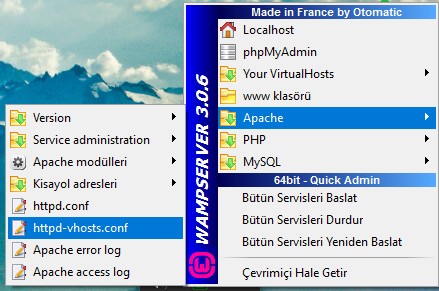 Made in France by Otomatic
Localhost
phpMyAdmin
Your VirtualHosts
www klasörü
Apache
PHP
MySQL
64bit - Quick Admin
Bütün Servisleri Baslat
Bütün Servisleri Durdur
Bütün Servisleri Yeniden Baslat
Çevrimiçi Hale Getir
WAMPSERVER 3.0.6
Version
Service administration
Apache modülleri
Kisayol adresleri
httpd.conf
httpd-vhosts.conf
Apache error log
Apache access log